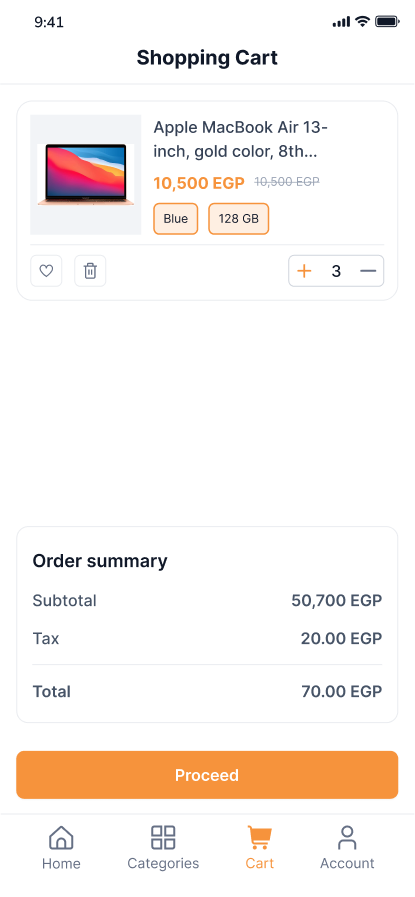 9:41
Shopping Cart
Apple MacBook Air 13-
inch, gold color, 8th...
10,500 EGP 10,500 EGP
Blue 128 GB
3
Order summary
Subtotal 50,700 EGP
Tax 20.00 EGP
Total 70.00 EGP
Proceed
Home Categories Cart Account